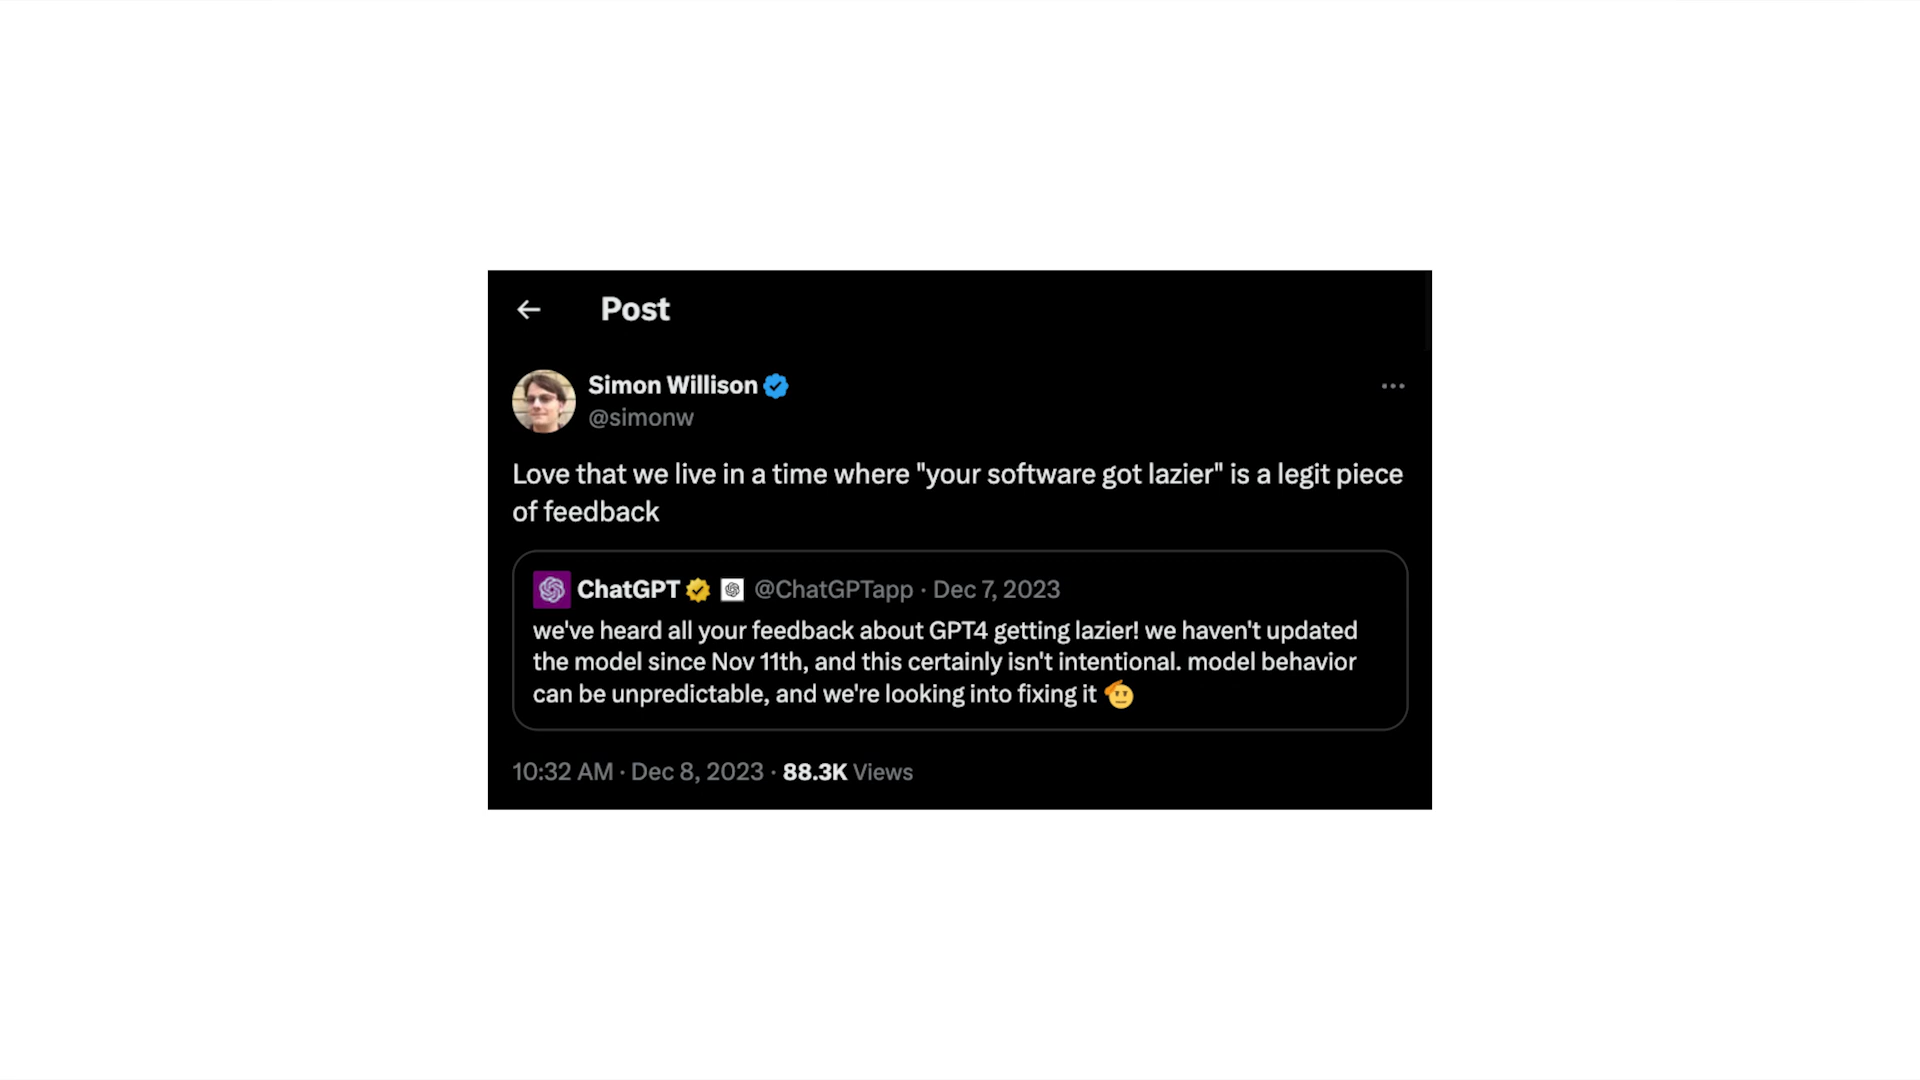 Post
Simon Willison
@simonw
Love that we live in a time where "your software got lazier" is a legit piece
of feedback
ChatGPT @ChatGPTapp · Dec 7, 2023
we've heard all your feedback about GPT4 getting lazier! we haven't updated
the model since Nov 11th, and this certainly isn't intentional. model behavior
can be unpredictable, and we're looking into fixing it 🫡
10:32 AM · Dec 8, 2023 · 88.3K Views